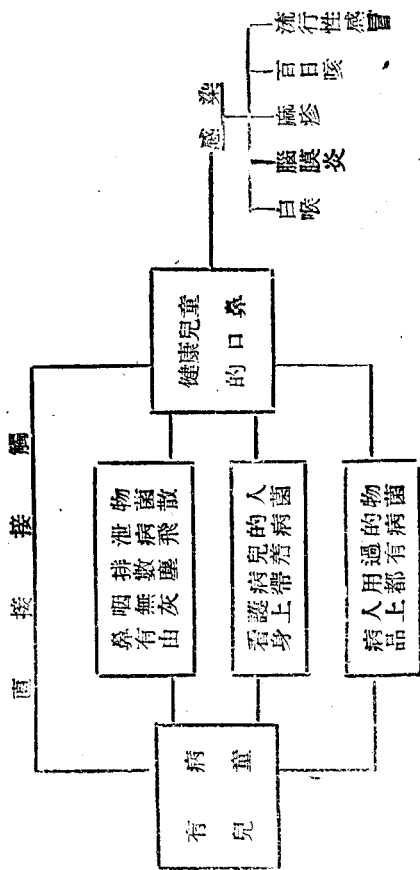 直接接觸
有病
兒童
鼻咽排泄物
有無數病菌
由灰塵飛散
看護病兒的人
身上帶着病菌
病人用過的物
品上都有病菌
健康兒童
的口鼻
感染
流行性感冒
百日咳
麻疹
腦膜炎
白喉